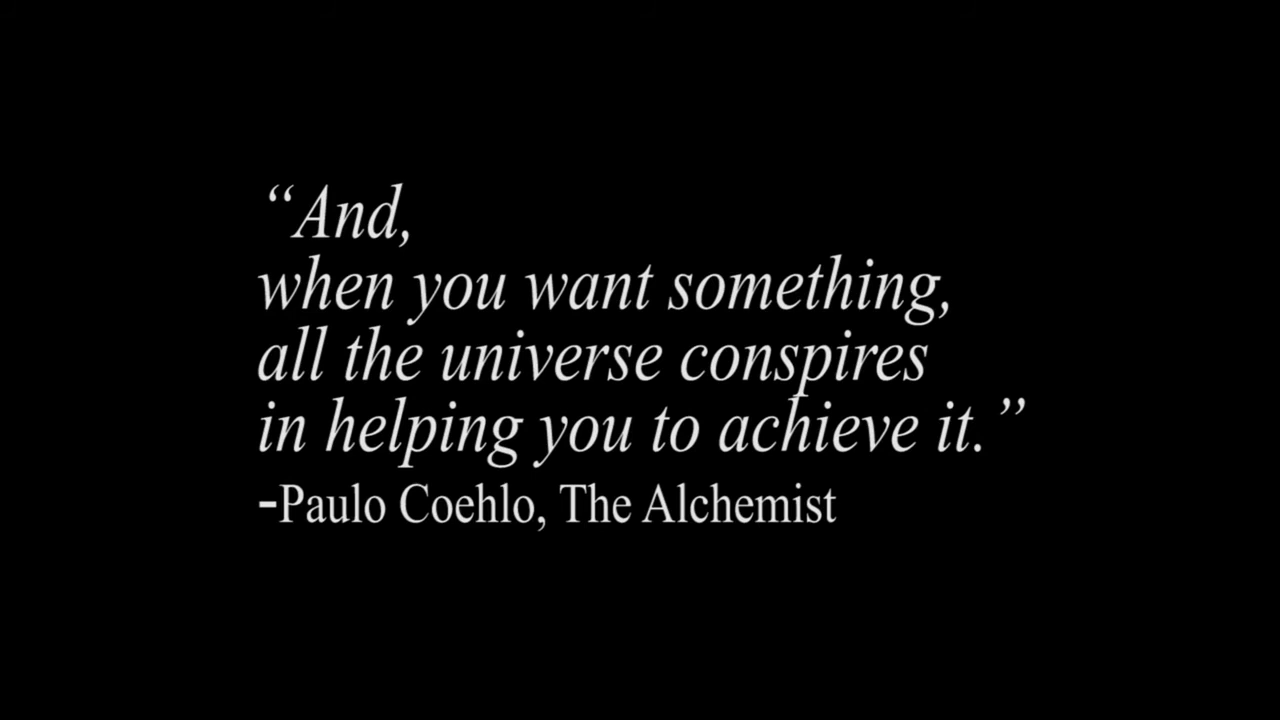 “And,
when you want something,
all the universe conspires
in helping you to achieve it.”
-Paulo Coehlo, The Alchemist